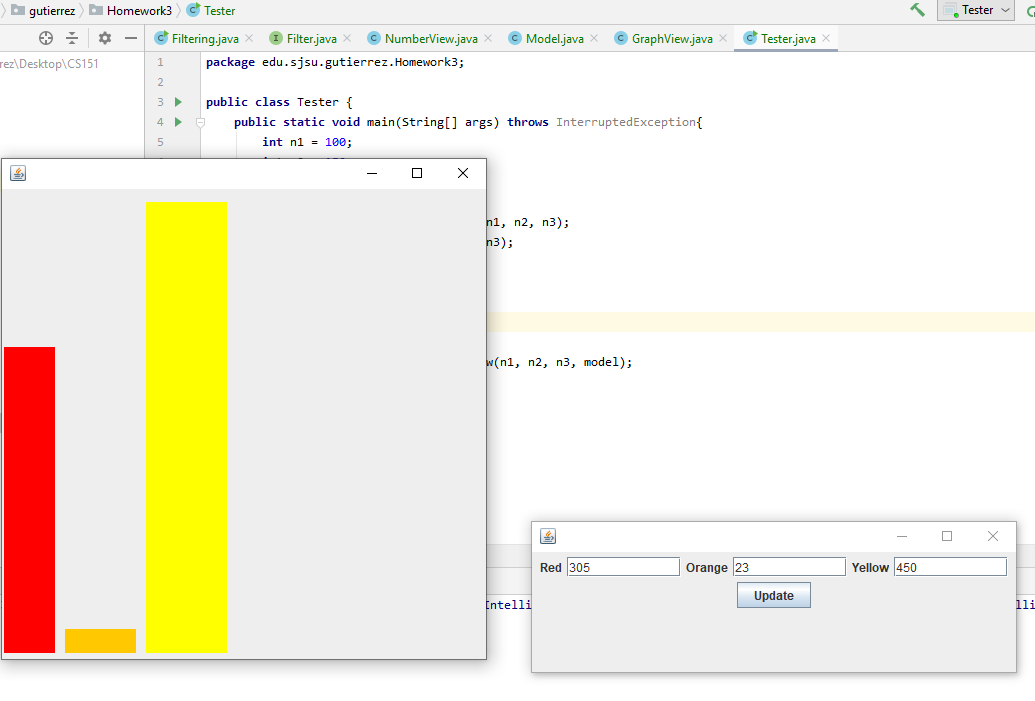 gutierrez Homework3 Tester Tester
Filtering.java Filter.java NumberView.java Model.java GraphView.java Tester.java
rez\Desktop\CS151
1 package edu.sjsu.gutierrez.Homework3;
2
3 public class Tester {
4 public static void main(String[] args) throws InterruptedException{
5 int n1 = 100;
n1, n2, n3);
n3);
w(n1, n2, n3, model);
Red 305 Orange 23 Yellow 450
Update
Intelli lli